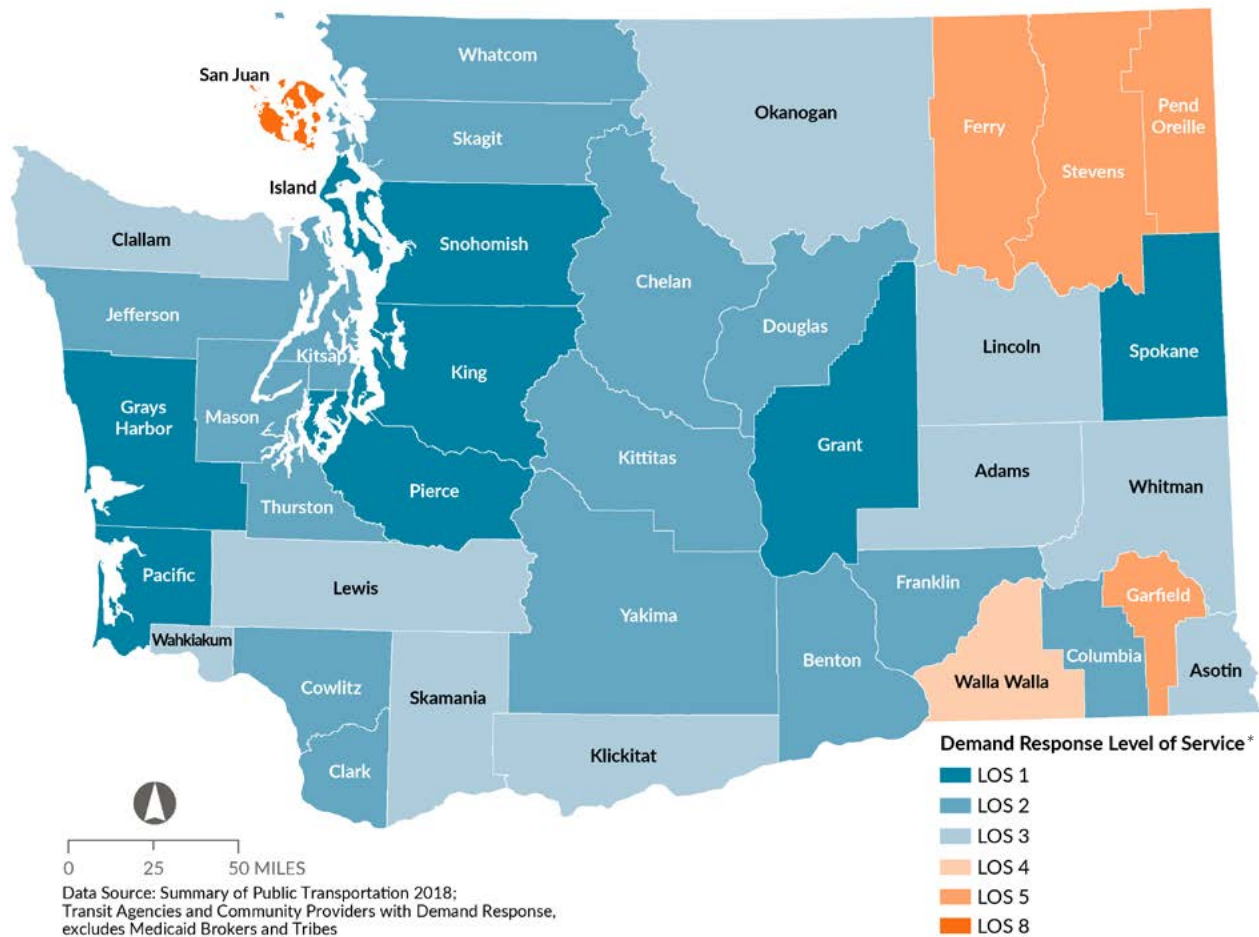 Whatcom
San Juan
Okanogan
Pend
Oreille
Ferry
Skagit
Stevens
Island
Clallam
Snohomish
Chelan
Jefferson
Douglas
Kitsap
Lincoln
Spokane
King
Grays
Harbor
Mason
Grant
Kittitas
Adams
Whitman
Pierce
Thurston
Pacific
Lewis
Franklin
Garfield
Yakima
Wahkiakum
Benton
Columbia
Asotin
Walla Walla
Cowlitz
Skamania
Klickitat
Clark
Demand Response Level of Service*
LOS 1
LOS 2
LOS 3
LOS 4
LOS 5
LOS 8
0 25 50 MILES
Data Source: Summary of Public Transportation 2018;
Transit Agencies and Community Providers with Demand Response,
excludes Medicaid Brokers and Tribes